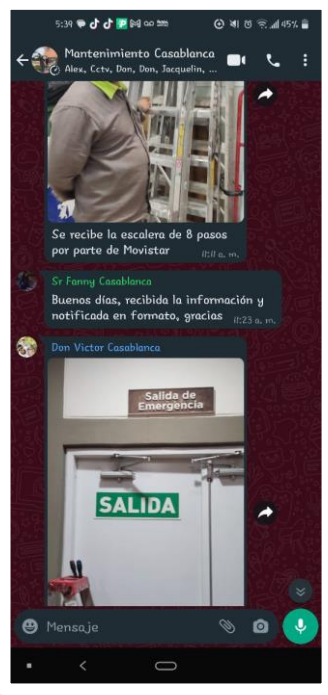 5:39
45%
Mantenimiento Casablanca
Alex, Cctv, Don, Don, Jacquelin, ...
Se recibe la escalera de 8 pasos
por parte de Movistar
11:11 a. m.
Sr Fanny Casablanca
Buenos días, recibida la información y
notificada en formato, gracias
11:23 a. m.
Don Victor Casablanca
Salida de
Emergencia
SALIDA
Mensaje